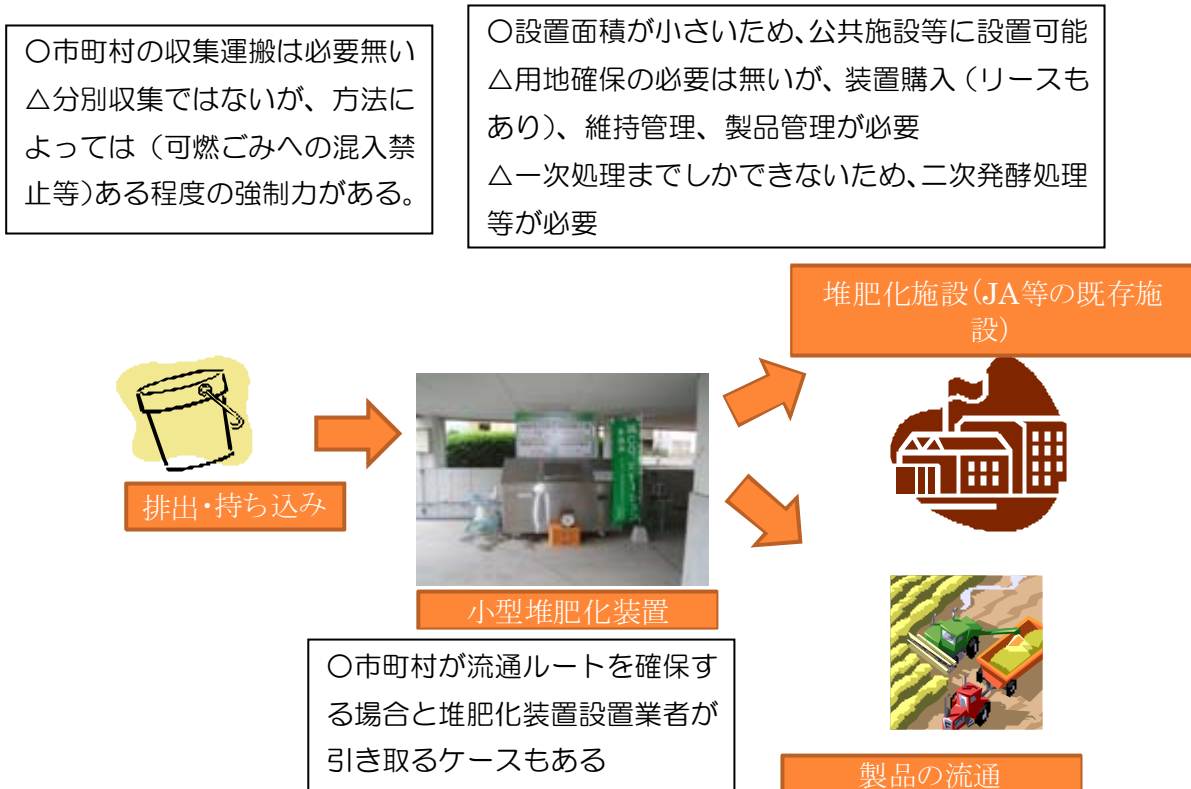 〇市町村の収集運搬は必要無い
△分別収集ではないが、方法に
よっては（可燃ごみへの混入禁
止等）ある程度の強制力がある。
〇設置面積が小さいため、公共施設等に設置可能
△用地確保の必要は無いが、装置購入（リースも
あり）、維持管理、製品管理が必要
△一次処理までしかできないため、二次発酵処理
等が必要
堆肥化施設（JA等の既存施
設）
排出・持ち込み
小型堆肥化装置
〇市町村が流通ルートを確保す
る場合と堆肥化装置設置業者が
引き取るケースもある
製品の流通